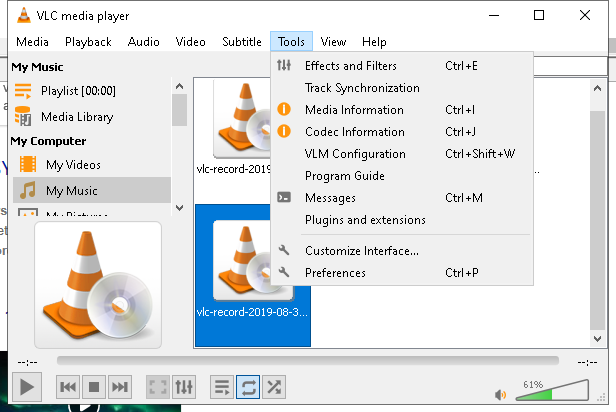 VLC media player
Media Playback Audio Video Subtitle Tools View Help
My Music
Playlist [00:00]
Media Library
My Computer
My Videos
My Music
My Pictures
vlc-record-2019-0
vlc-record-2019-08-3...
Effects and Filters Ctrl+E
Track Synchronization
Media Information Ctrl+I
Codec Information Ctrl+J
VLM Configuration Ctrl+Shift+W
Program Guide
Messages Ctrl+M
Plugins and extensions
Customize Interface...
Preferences Ctrl+P
--:-- --:--
61%